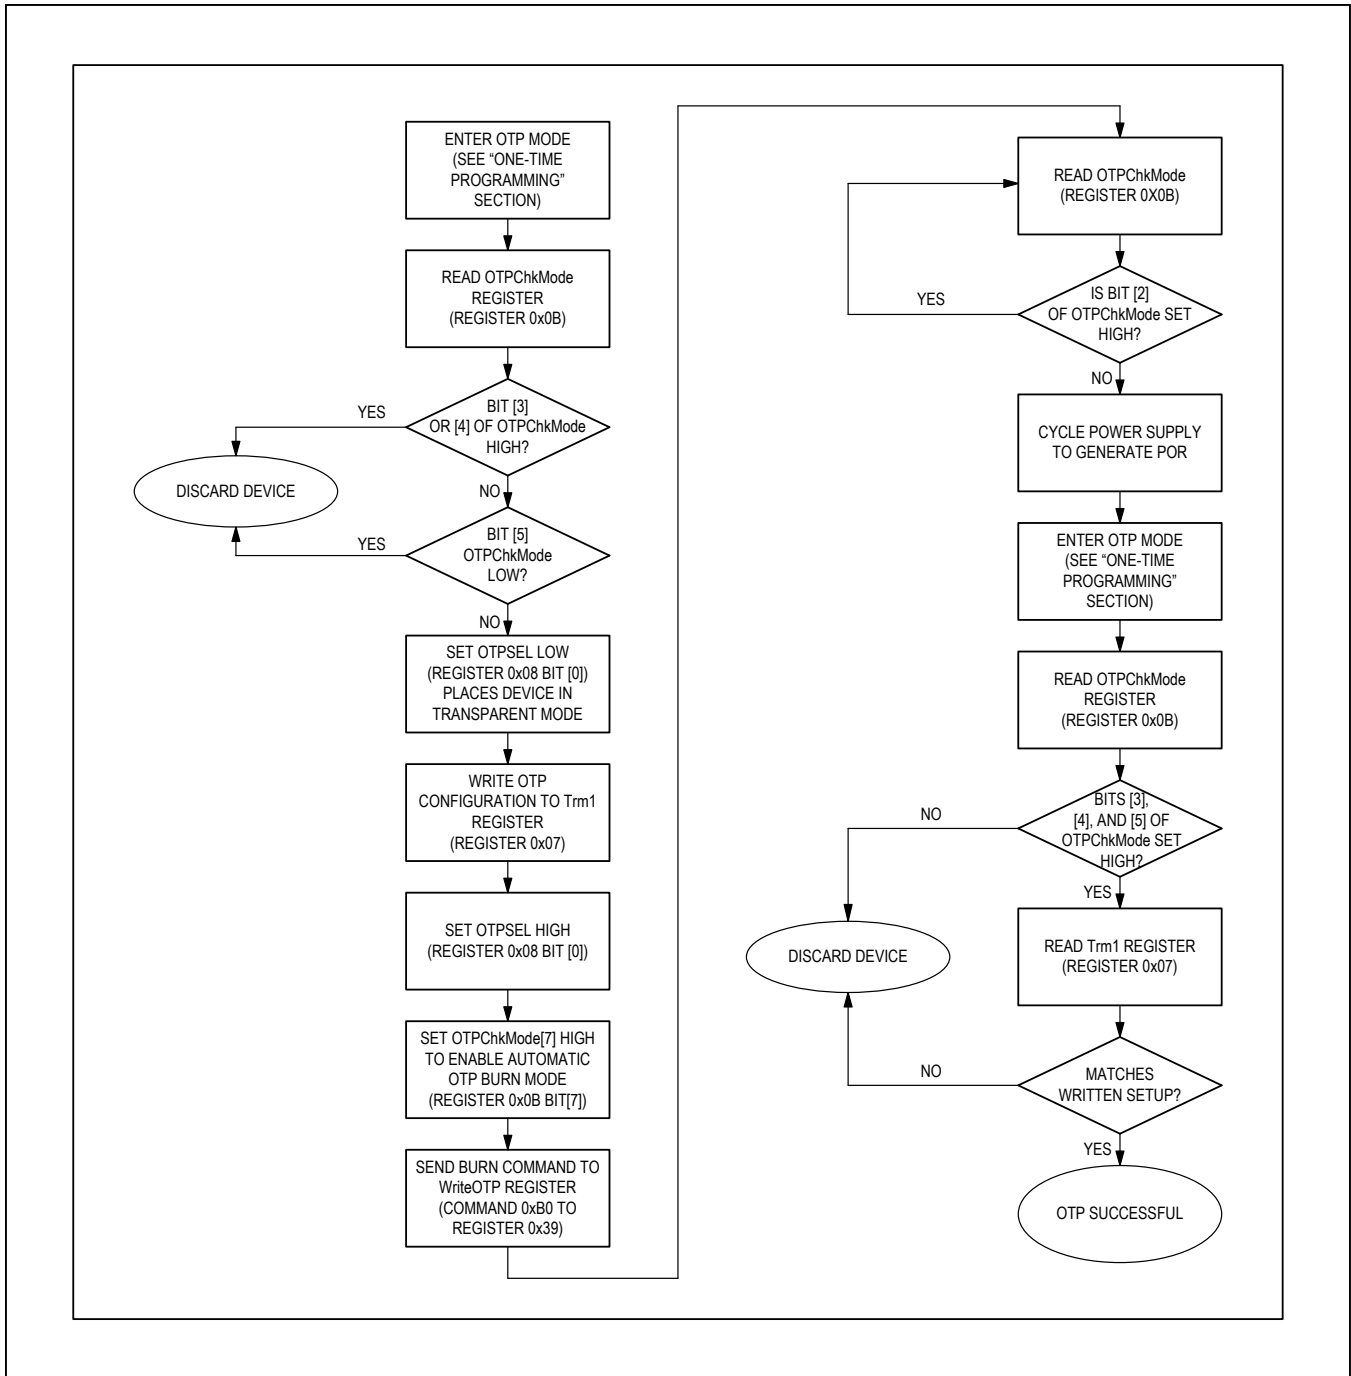 ENTER OTP MODE
(SEE “ONE-TIME
PROGRAMMING”
SECTION)
READ OTPChkMode
REGISTER
(REGISTER 0x0B)
BIT [3]
OR [4] OF OTPChkMode
HIGH?
YES
NO
DISCARD DEVICE
BIT [5]
OTPChkMode
LOW?
YES
NO
SET OTPSEL LOW
(REGISTER 0x08 BIT [0])
PLACES DEVICE IN
TRANSPARENT MODE
WRITE OTP
CONFIGURATION TO Trm1
REGISTER
(REGISTER 0x07)
SET OTPSEL HIGH
(REGISTER 0x08 BIT [0])
SET OTPChkMode[7] HIGH
TO ENABLE AUTOMATIC
OTP BURN MODE
(REGISTER 0x0B BIT[7])
SEND BURN COMMAND TO
WriteOTP REGISTER
(COMMAND 0xB0 TO
REGISTER 0x39)
READ OTPChkMode
(REGISTER 0X0B)
IS BIT [2]
OF OTPChkMode SET
HIGH?
YES
NO
CYCLE POWER SUPPLY
TO GENERATE POR
ENTER OTP MODE
(SEE “ONE-TIME
PROGRAMMING”
SECTION)
READ OTPChkMode
REGISTER
(REGISTER 0x0B)
BITS [3],
[4], AND [5] OF
OTPChkMode SET
HIGH?
NO
YES
DISCARD DEVICE
READ Trm1 REGISTER
(REGISTER 0x07)
MATCHES
WRITTEN SETUP?
NO
YES
OTP SUCCESSFUL